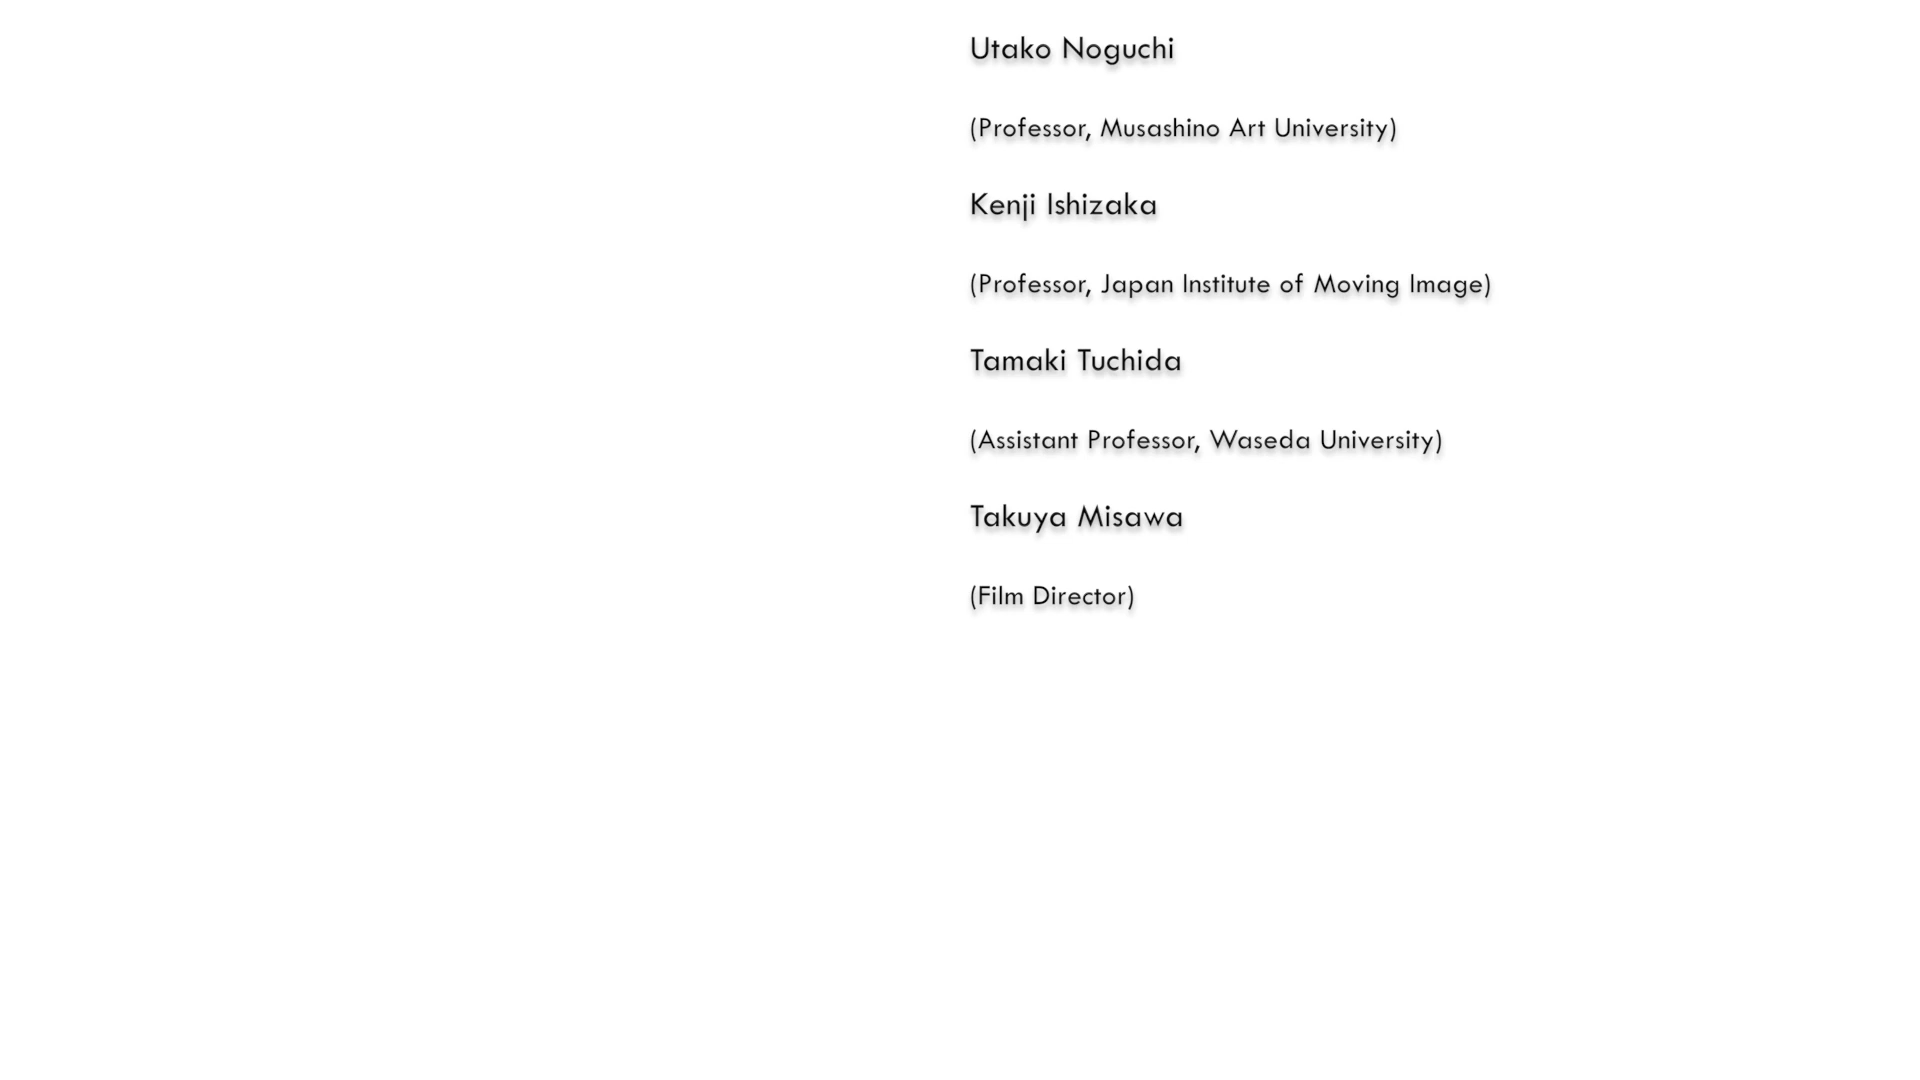 Utako Noguchi
(Professor, Musashino Art University)
Kenji Ishizaka
(Professor, Japan Institute of Moving Image)
Tamaki Tuchida
(Assistant Professor, Waseda University)
Takuya Misawa
(Film Director)